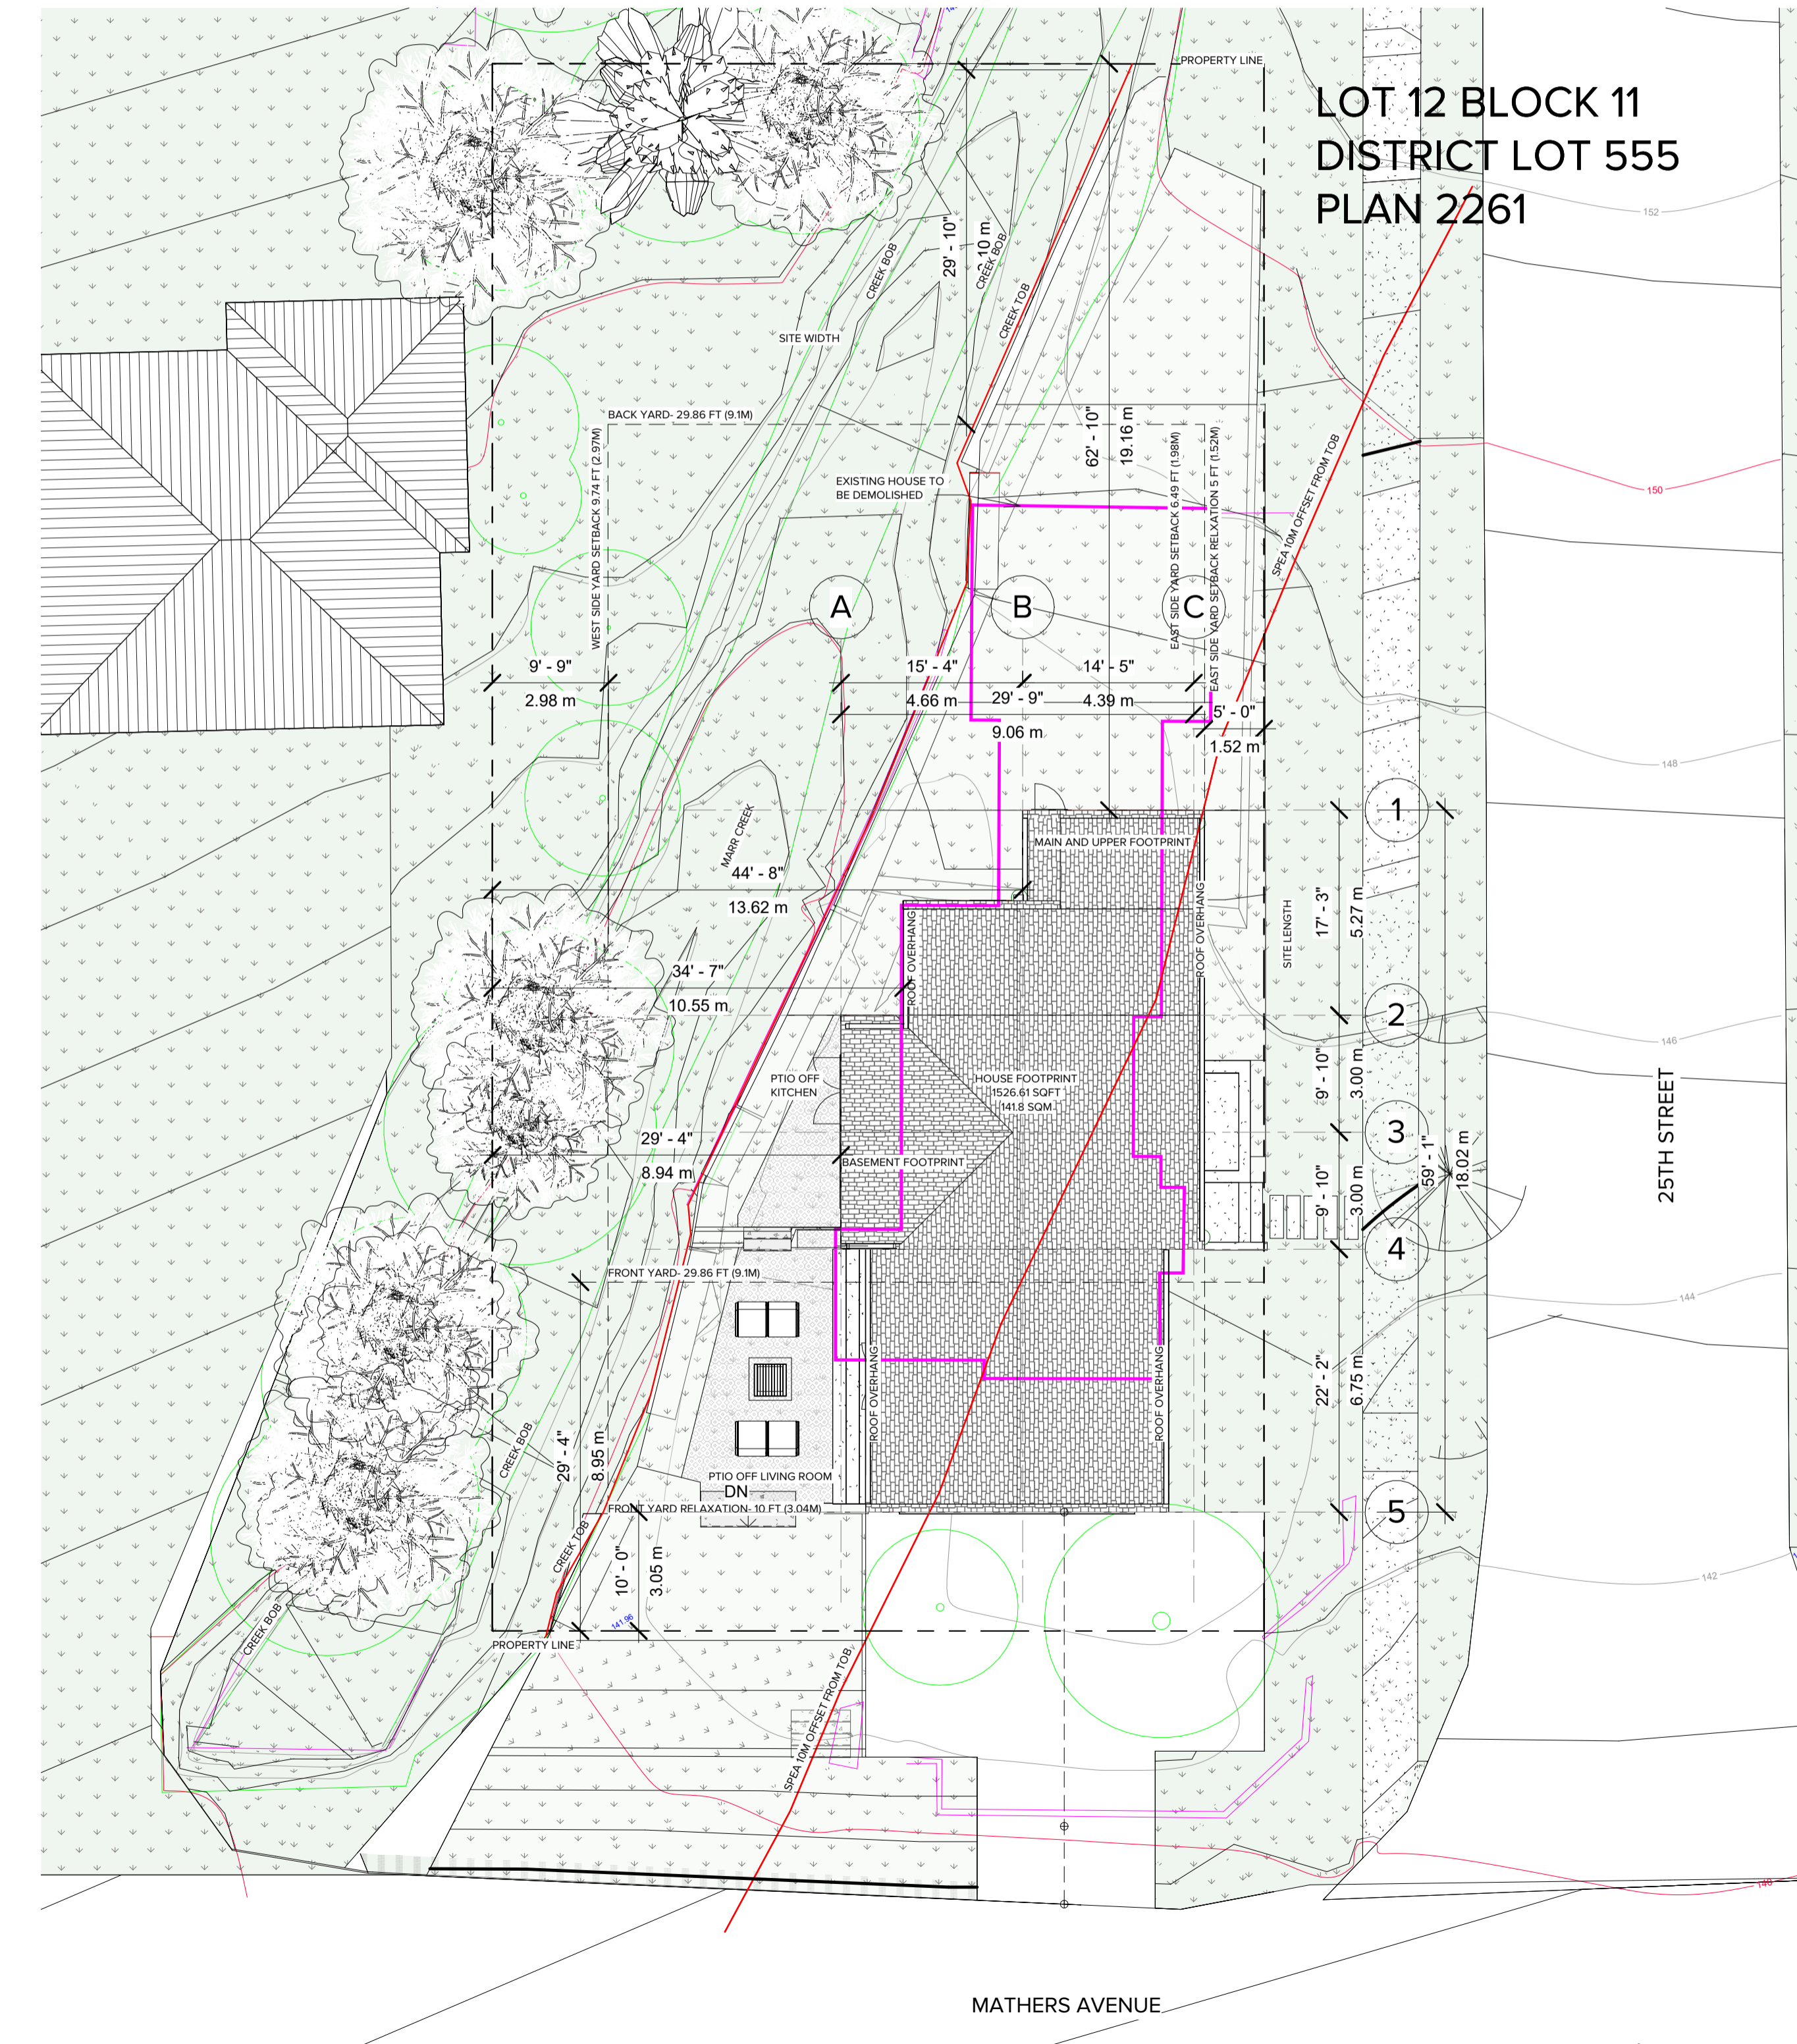 PROPERTY LINE
LOT 12 BLOCK 11
DISTRICT LOT 555
PLAN 2261
152
29' - 10"
CREEK BOB
CREEK BOB
CREEK TOB
SITE WIDTH
BACK YARD- 29.86 FT (9.1M)
62' - 10"
19.16 m
WEST SIDE YARD SETBACK 9.74 FT (2.97M)
EAST SIDE YARD SETBACK 6.49 FT (1.98M)
EAST SIDE YARD SETBACK RELXATION 5 FT (1.52M)
SPEA 10M OFFSET FROM TOB
EXISTING HOUSE TO
BE DEMOLISHED
150
A
B
C
9' - 9"
2.98 m
15' - 4"
4.66 m
14' - 5"
4.39 m
29' - 9"
9.06 m
5' - 0"
1.52 m
148
1
MARR CREEK
MAIN AND UPPER FOOTPRINT
44' - 8"
13.62 m
ROOF OVERHANG
ROOF OVERHANG
SITE LENGTH
17' - 3"
5.27 m
34' - 7"
10.55 m
2
146
PTIO OFF
KITCHEN
HOUSE FOOTPRINT
1526.61 SQFT
141.8 SQM
9' - 10"
3.00 m
25TH STREET
3
29' - 4"
8.94 m
BASEMENT FOOTPRINT
59' - 1"
18.02 m
9' - 10"
3.00 m
4
FRONT YARD- 29.86 FT (9.1M)
144
ROOF OVERHANG
ROOF OVERHANG
22' - 2"
6.75 m
CREEK BOB
29' - 4"
8.95 m
PTIO OFF LIVING ROOM
DN
FRONT YARD RELAXATION- 10 FT (3.04M)
5
CREEK TOB
10' - 0"
3.05 m
142
141.96
CREEK BOB
PROPERTY LINE
SPEA 10M OFFSET FROM TOB
140
MATHERS AVENUE